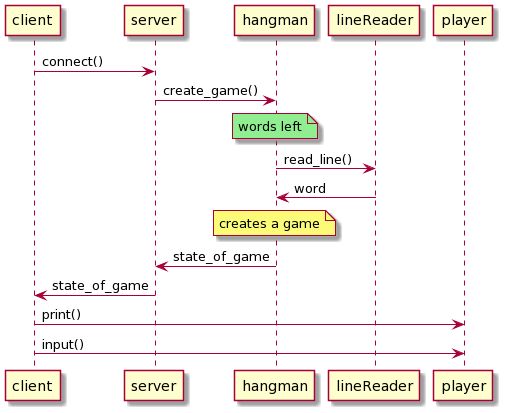 client server hangman lineReader player
connect()
create_game()
words left
read_line()
word
creates a game
state_of_game
state_of_game
print()
input()
client server hangman lineReader player